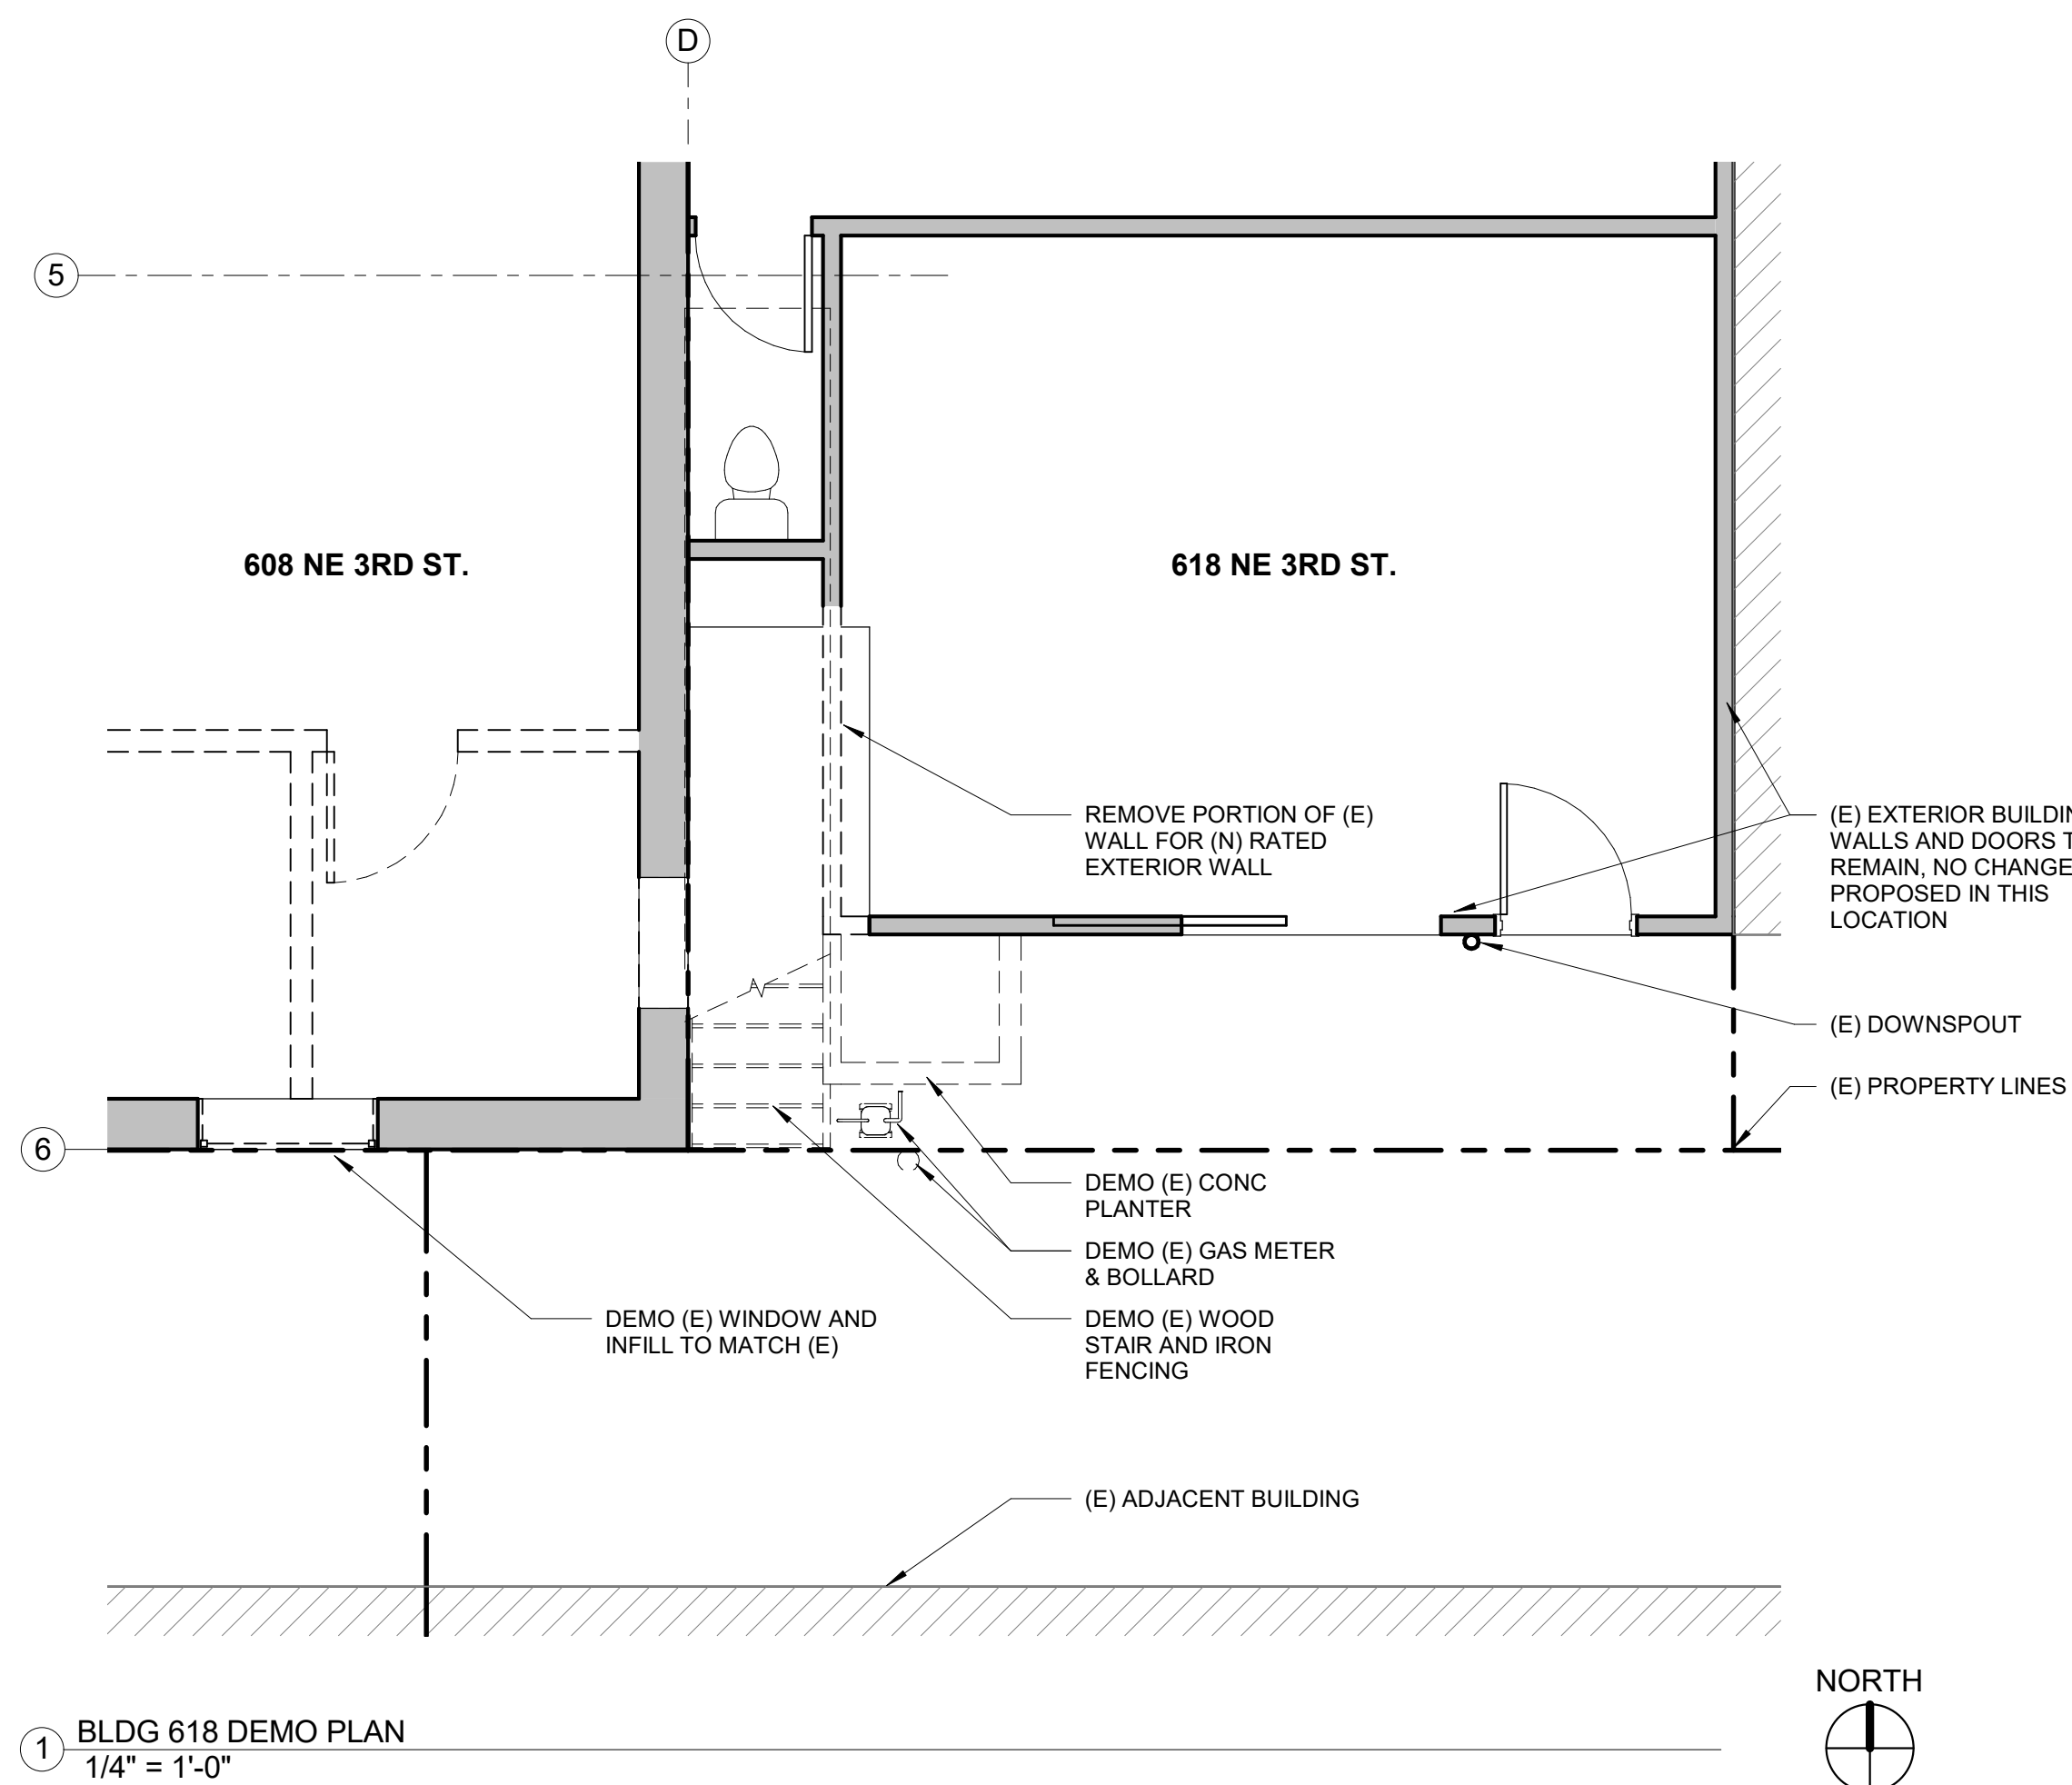 D
5
608 NE 3RD ST.
618 NE 3RD ST.
REMOVE PORTION OF (E)
WALL FOR (N) RATED
EXTERIOR WALL
(E) EXTERIOR
WALLS AND DOORS
REMAIN, NO CHANGE
PROPOSED IN THIS
LOCATION
(E) DOWNSPOUT
(E) PROPERTY LINES
6
DEMO (E) CONC
PLANTER
DEMO (E) GAS METER
& BOLLARD
DEMO (E) WOOD
STAIR AND IRON
FENCING
DEMO (E) WINDOW AND
INFILL TO MATCH (E)
(E) ADJACENT BUILDING
NORTH
1
BLDG 618 DEMO PLAN
1/4" = 1'-0"